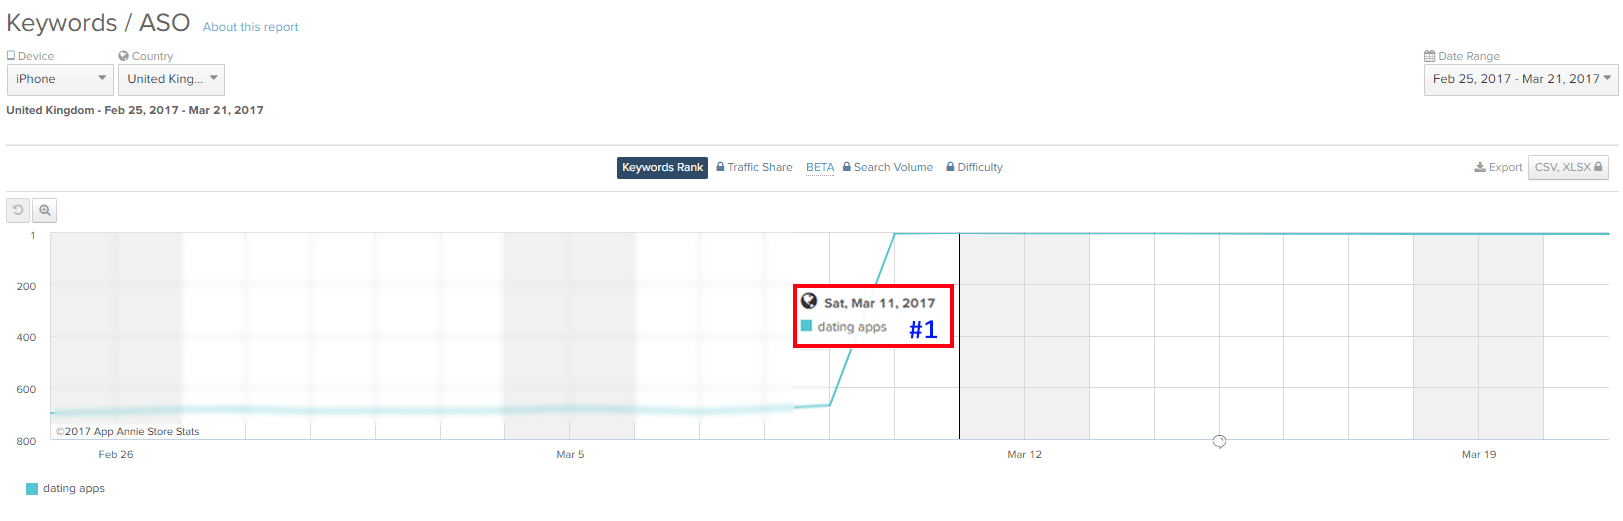 Keywords / ASO About this report
Device Country Date Range
iPhone United King... Feb 25, 2017 - Mar 21, 2017
United Kingdom - Feb 25, 2017 - Mar 21, 2017
Keywords Rank Traffic Share BETA Search Volume Difficulty Export CSV, XLSX
1
200
Sat, Mar 11, 2017
dating apps #1
400
600
©2017 App Annie Store Stats
800
Feb 26 Mar 5 Mar 12 Mar 19
dating apps